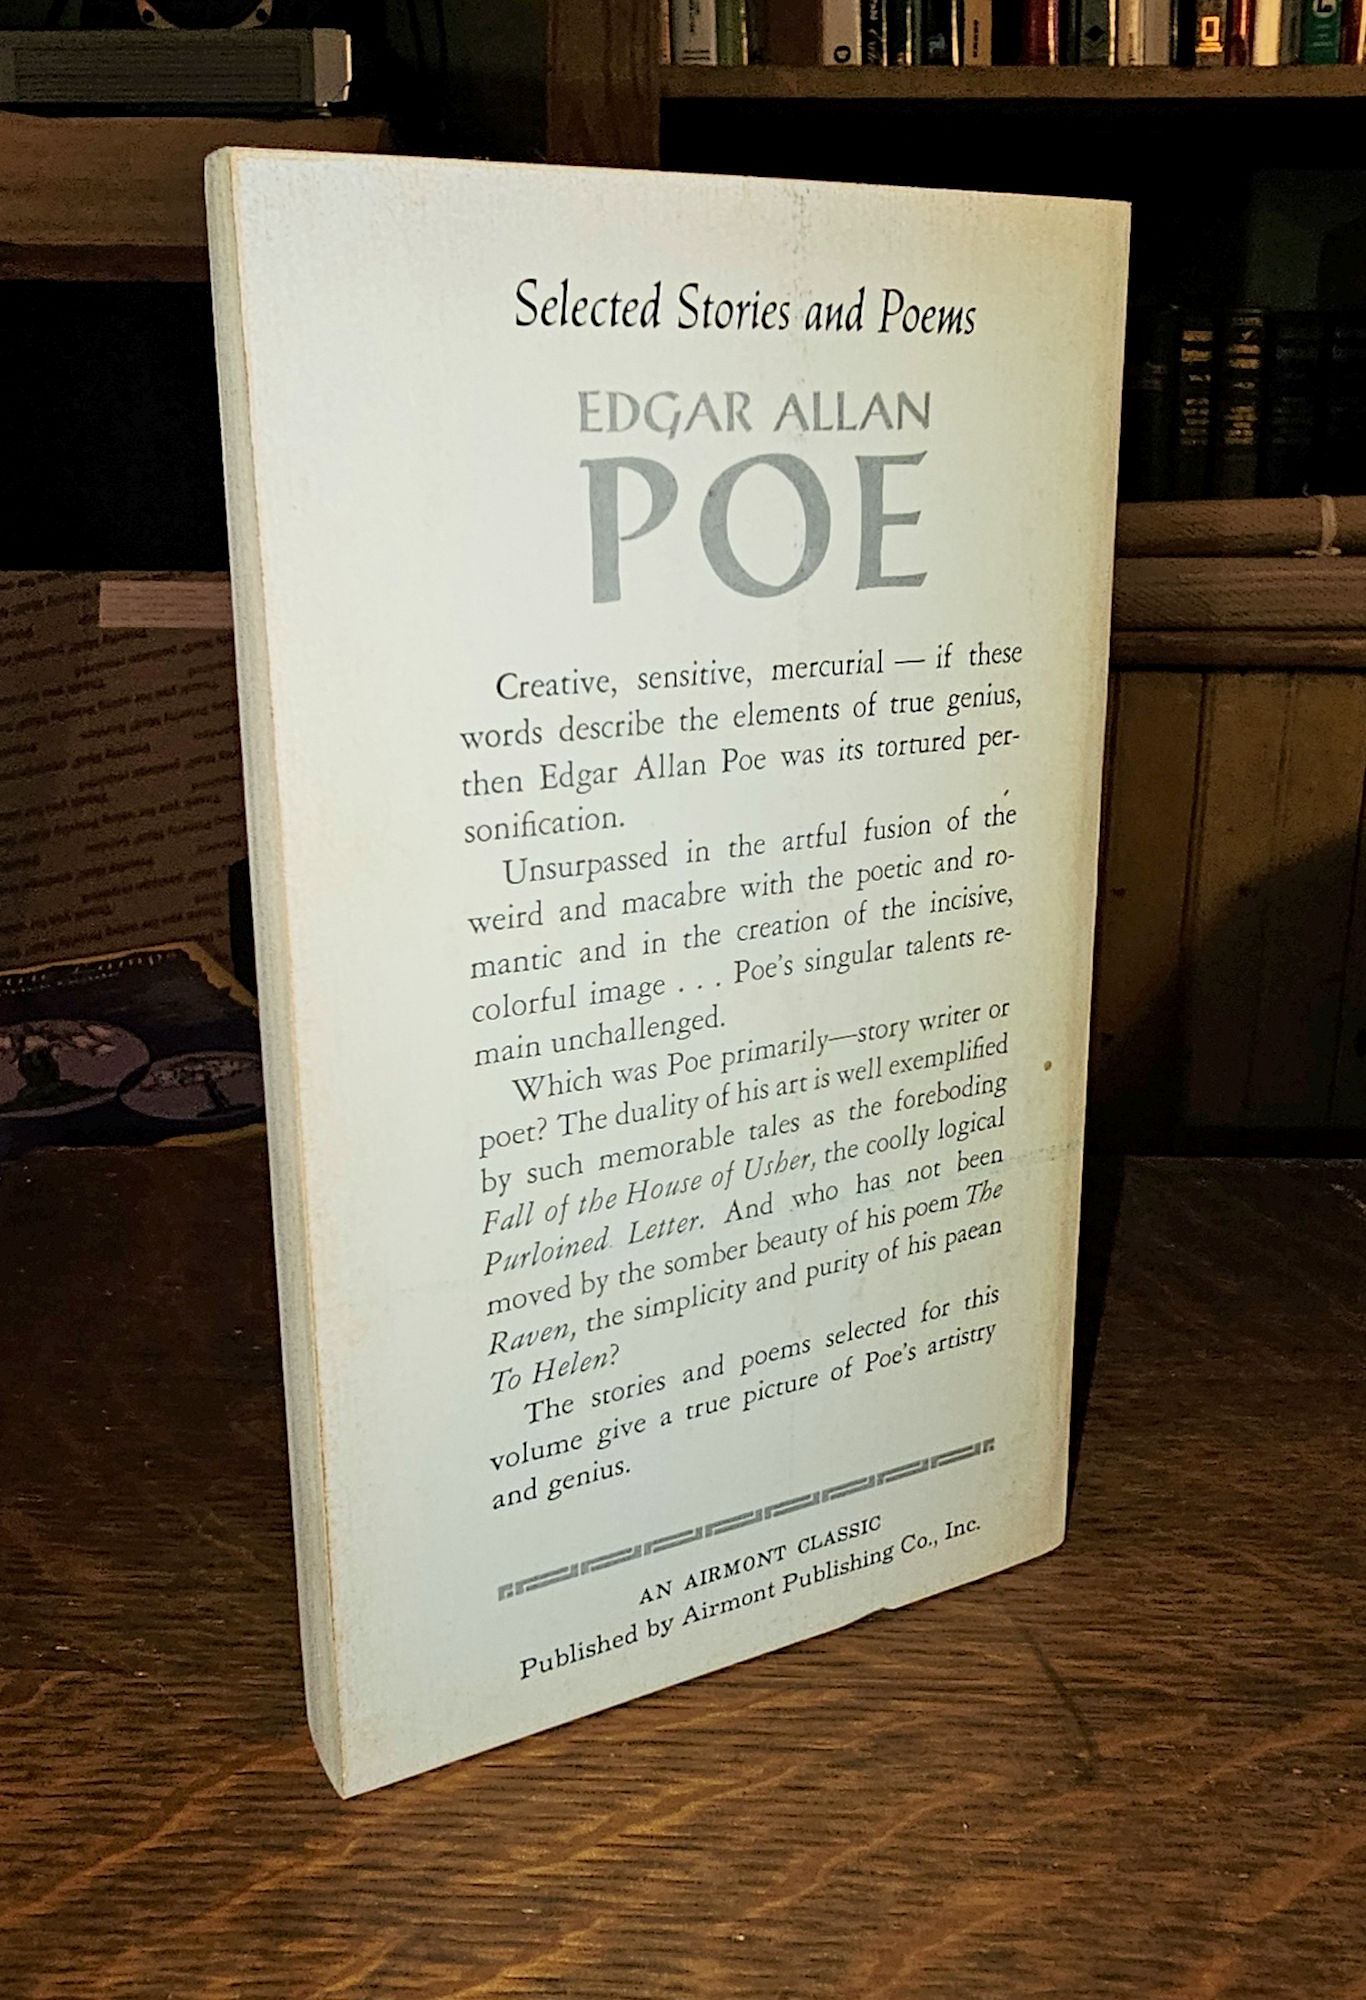 Selected Stories and Poems
EDGAR ALLAN
POE
Creative, sensitive, mercurial — if these
words describe the elements of true genius,
then Edgar Allan Poe was its tortured per-
sonification.
Unsurpassed in the artful fusion of the
weird and macabre with the poetic and ro-
mantic and in the creation of the incisive,
colorful image . . . Poe's singular talents re-
main unchallenged.
Which was Poe primarily—story writer or
poet? The duality of his art is well exemplified
by such memorable tales as the foreboding
Fall of the House of Usher, the coolly logical
Purloined Letter. And who has not been
moved by the somber beauty of his poem The
Raven, the simplicity and purity of his paean
To Helen?
The stories and poems selected for this
volume give a true picture of Poe's artistry
and genius.
AN AIRMONT CLASSIC
Published by Airmont Publishing Co., Inc.